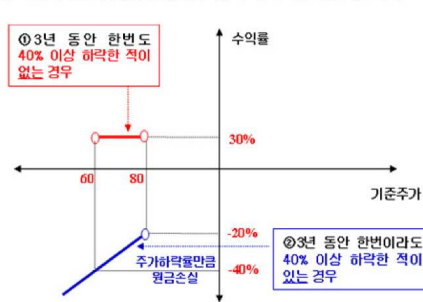 ①3년 동안 한번도
40% 이상 하락한 적이
없는 경우
수익률
30%
60
80
기준주가
-20%
주가하락률만큼
원금손실
-40%
②3년 동안 한번이라도
40% 이상 하락한 적이
있는 경우